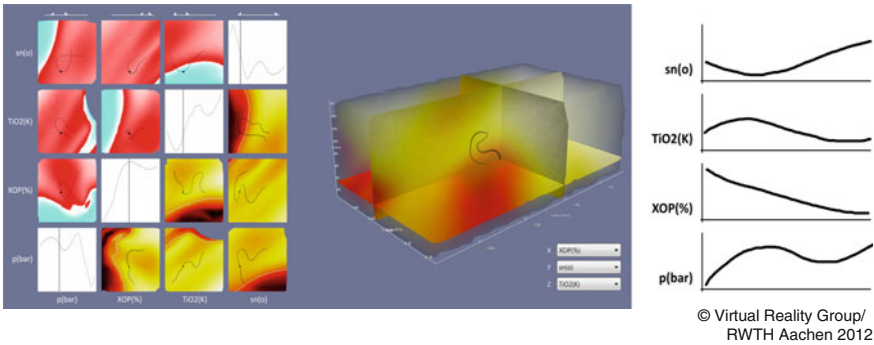 sn(o)
TiO2(K)
XOP(%)
p(bar)
p(bar) XOP(%) TiO2(K) sn(o)
X XOP(%)
Y sn(o)
Z TiO2(K)
sn(o)
TiO2(K)
XOP(%)
p(bar)
© Virtual Reality Group/
RWTH Aachen 2012